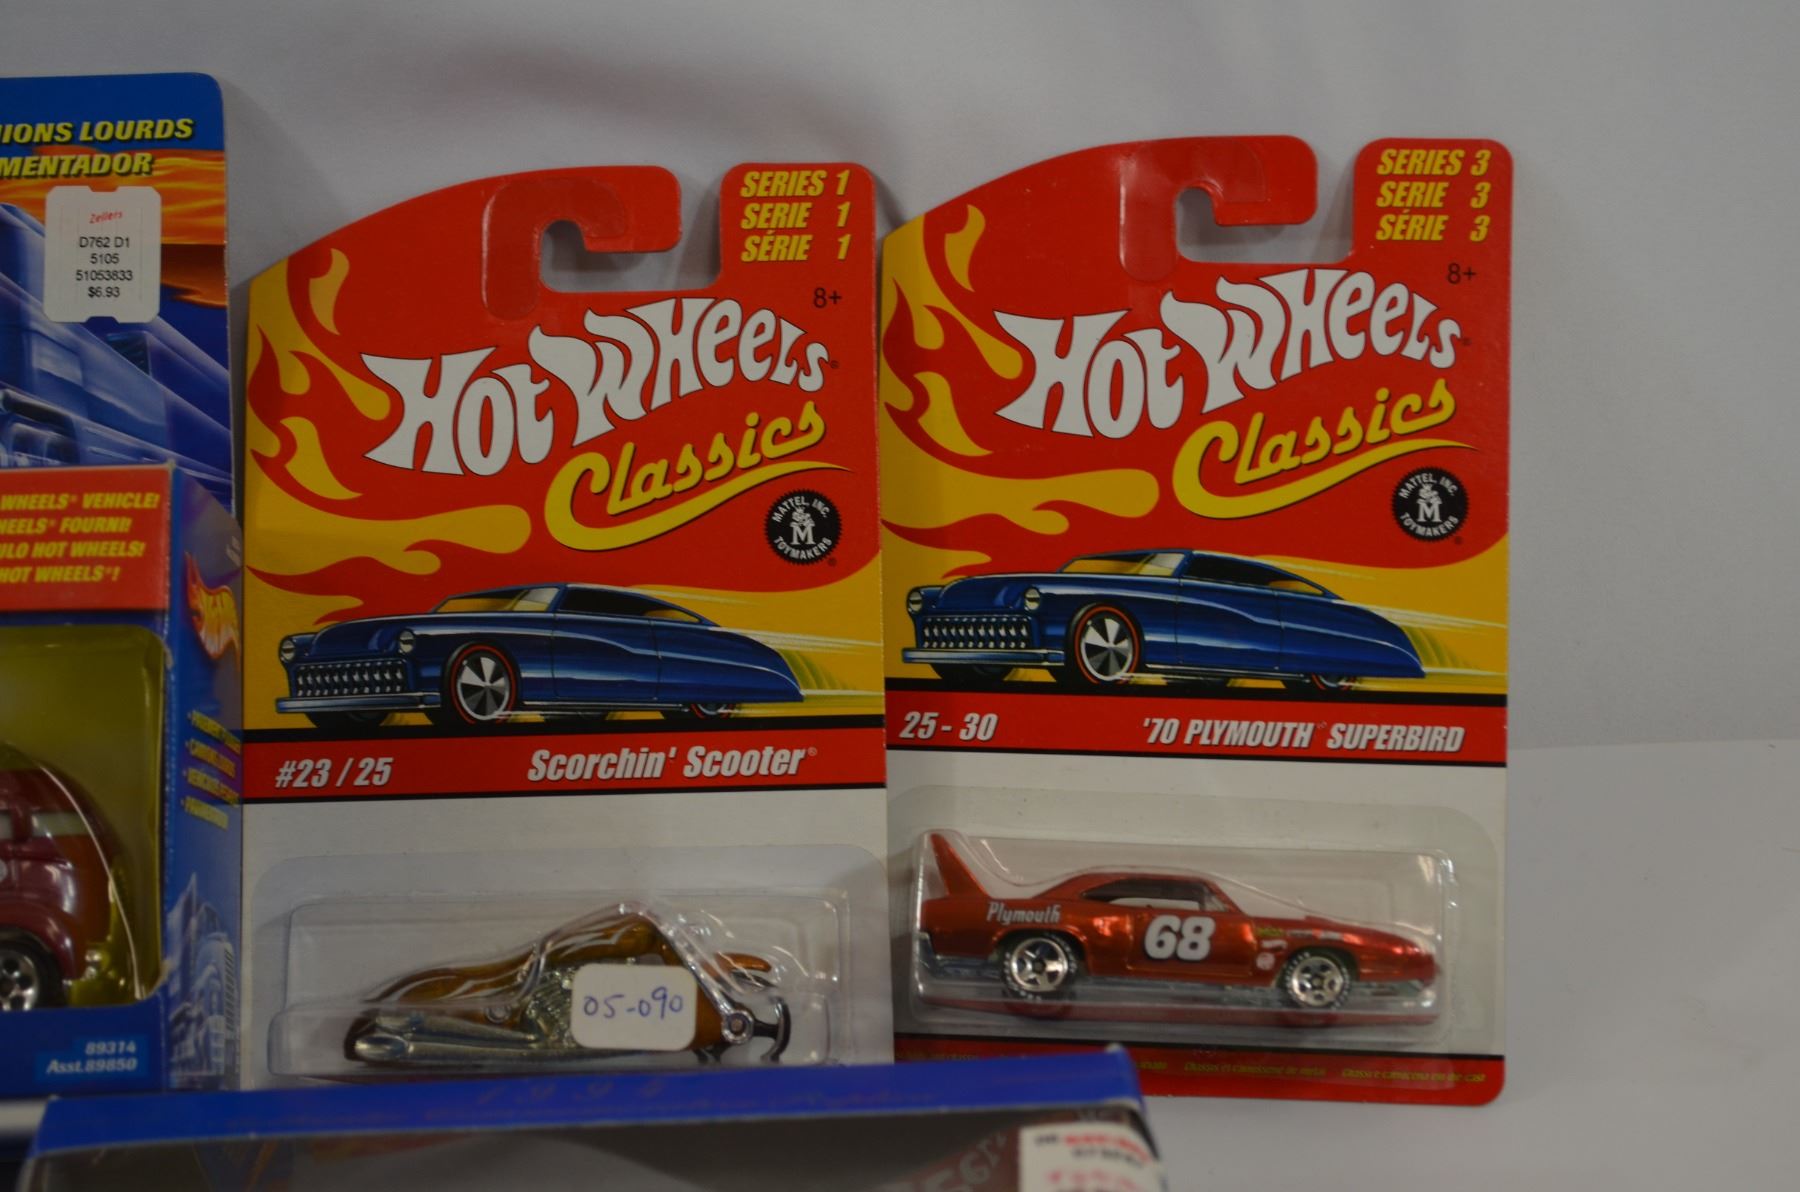 IONS LOURDS
MENTADOR
Zellers
D762 D1
5105
51053833
$6.93
WHEELS® VEHICLE!
HEELS® FOURNI!
ULO HOT WHEELS!
HOT WHEELS®!
89314
Asst.89850
SERIES 1
SERIE 1
SÉRIE 1
8+
Hot Wheels®
Classics
MATTEL, INC.
M
TOYMAKERS
#23 / 25 Scorchin' Scooter®
05-090
SERIES 3
SERIE 3
SÉRIE 3
8+
Hot Wheels®
Classics
MATTEL, INC.
M
TOYMAKERS
25 - 30 '70 PLYMOUTH SUPERBIRD
Plymouth
68